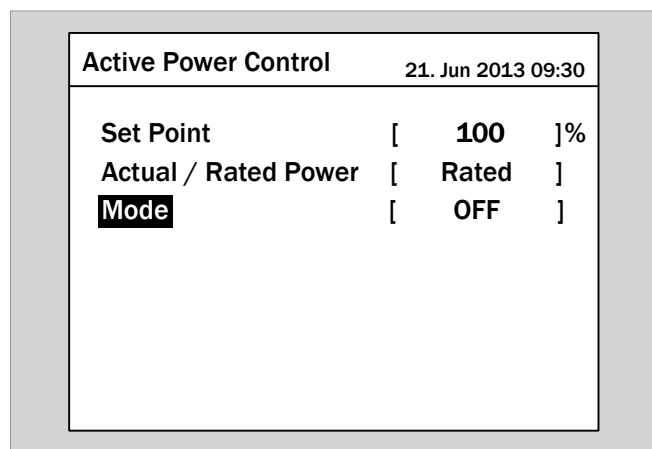 Active Power Control 21. Jun 2013 09:30
Set Point [ 100 ]%
Actual / Rated Power [ Rated ]
Mode [ OFF ]